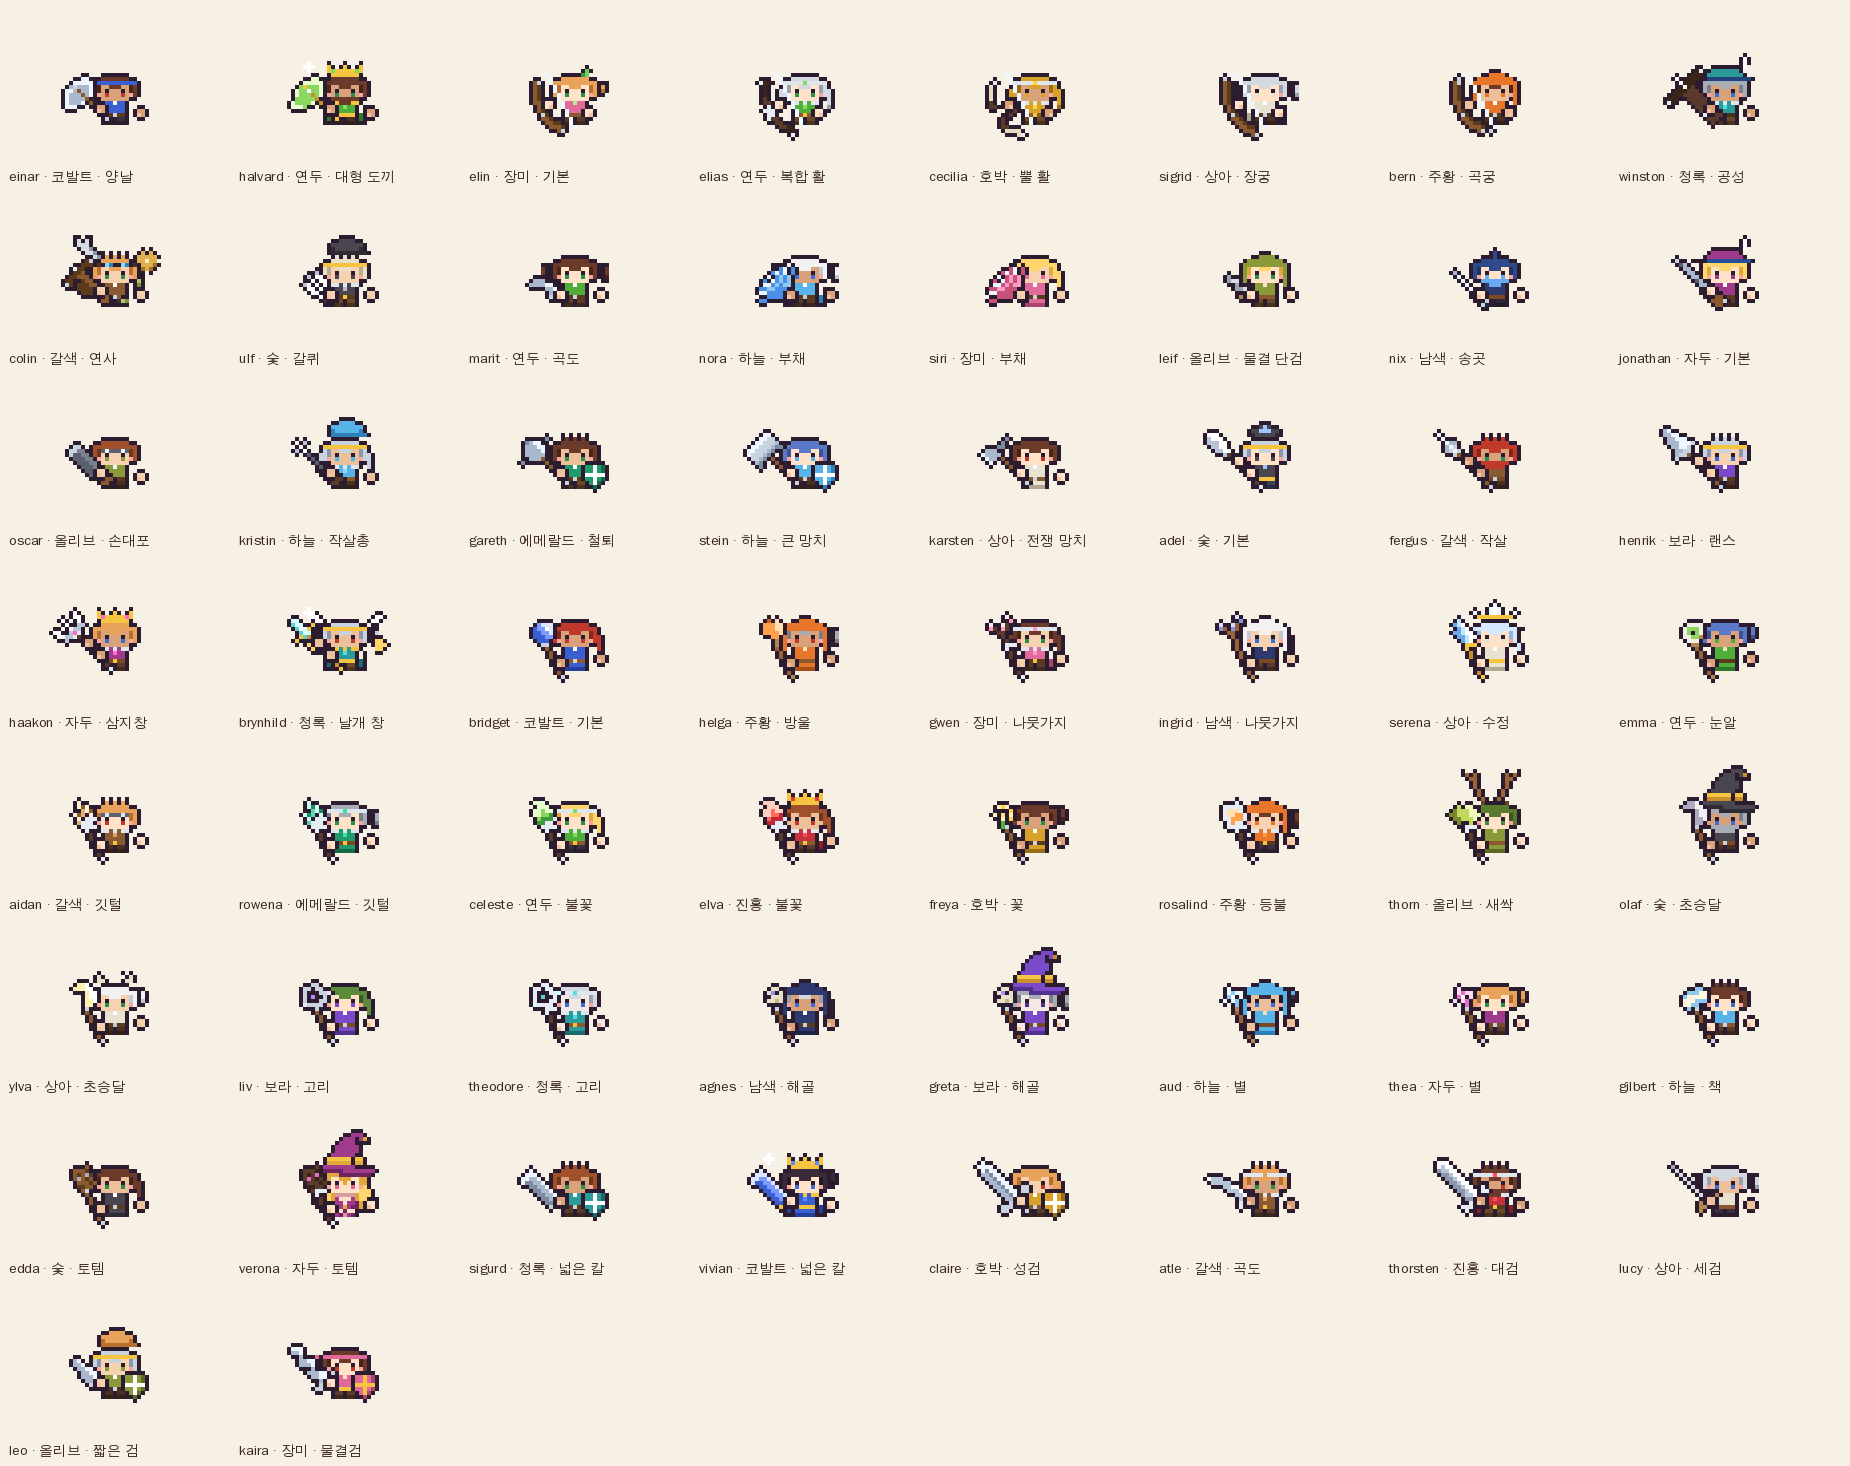 einar · 코발트 · 양날
halvard · 연두 · 대형 도끼
elin · 장미 · 기본
elias · 연두 · 복합 활
cecilia · 호박 · 뿔 활
sigrid · 상아 · 장궁
bern · 주황 · 곡궁
winston · 청록 · 공성
colin · 갈색 · 연사
ulf · 숯 · 갈퀴
marit · 연두 · 곡도
nora · 하늘 · 부채
siri · 장미 · 부채
leif · 올리브 · 물결 단검
nix · 남색 · 송곳
jonathan · 자두 · 기본
oscar · 올리브 · 손대포
kristin · 하늘 · 작살총
gareth · 에메랄드 · 철퇴
stein · 하늘 · 큰 망치
karsten · 상아 · 전쟁 망치
adel · 숯 · 기본
fergus · 갈색 · 작살
henrik · 보라 · 랜스
haakon · 자두 · 삼지창
brynhild · 청록 · 날개 창
bridget · 코발트 · 기본
helga · 주황 · 방울
gwen · 장미 · 나뭇가지
ingrid · 남색 · 나뭇가지
serena · 상아 · 수정
emma · 연두 · 눈알
aidan · 갈색 · 깃털
rowena · 에메랄드 · 깃털
celeste · 연두 · 불꽃
elva · 진홍 · 불꽃
freya · 호박 · 꽃
rosalind · 주황 · 등불
thorn · 올리브 · 새싹
olaf · 숯 · 초승달
ylva · 상아 · 초승달
liv · 보라 · 고리
theodore · 청록 · 고리
agnes · 남색 · 해골
greta · 보라 · 해골
aud · 하늘 · 별
thea · 자두 · 별
gilbert · 하늘 · 책
edda · 숯 · 토템
verona · 자두 · 토템
sigurd · 청록 · 넓은 칼
vivian · 코발트 · 넓은 칼
claire · 호박 · 성검
atle · 갈색 · 곡도
thorsten · 진홍 · 대검
lucy · 상아 · 세검
leo · 올리브 · 짧은 검
kaira · 장미 · 물결검